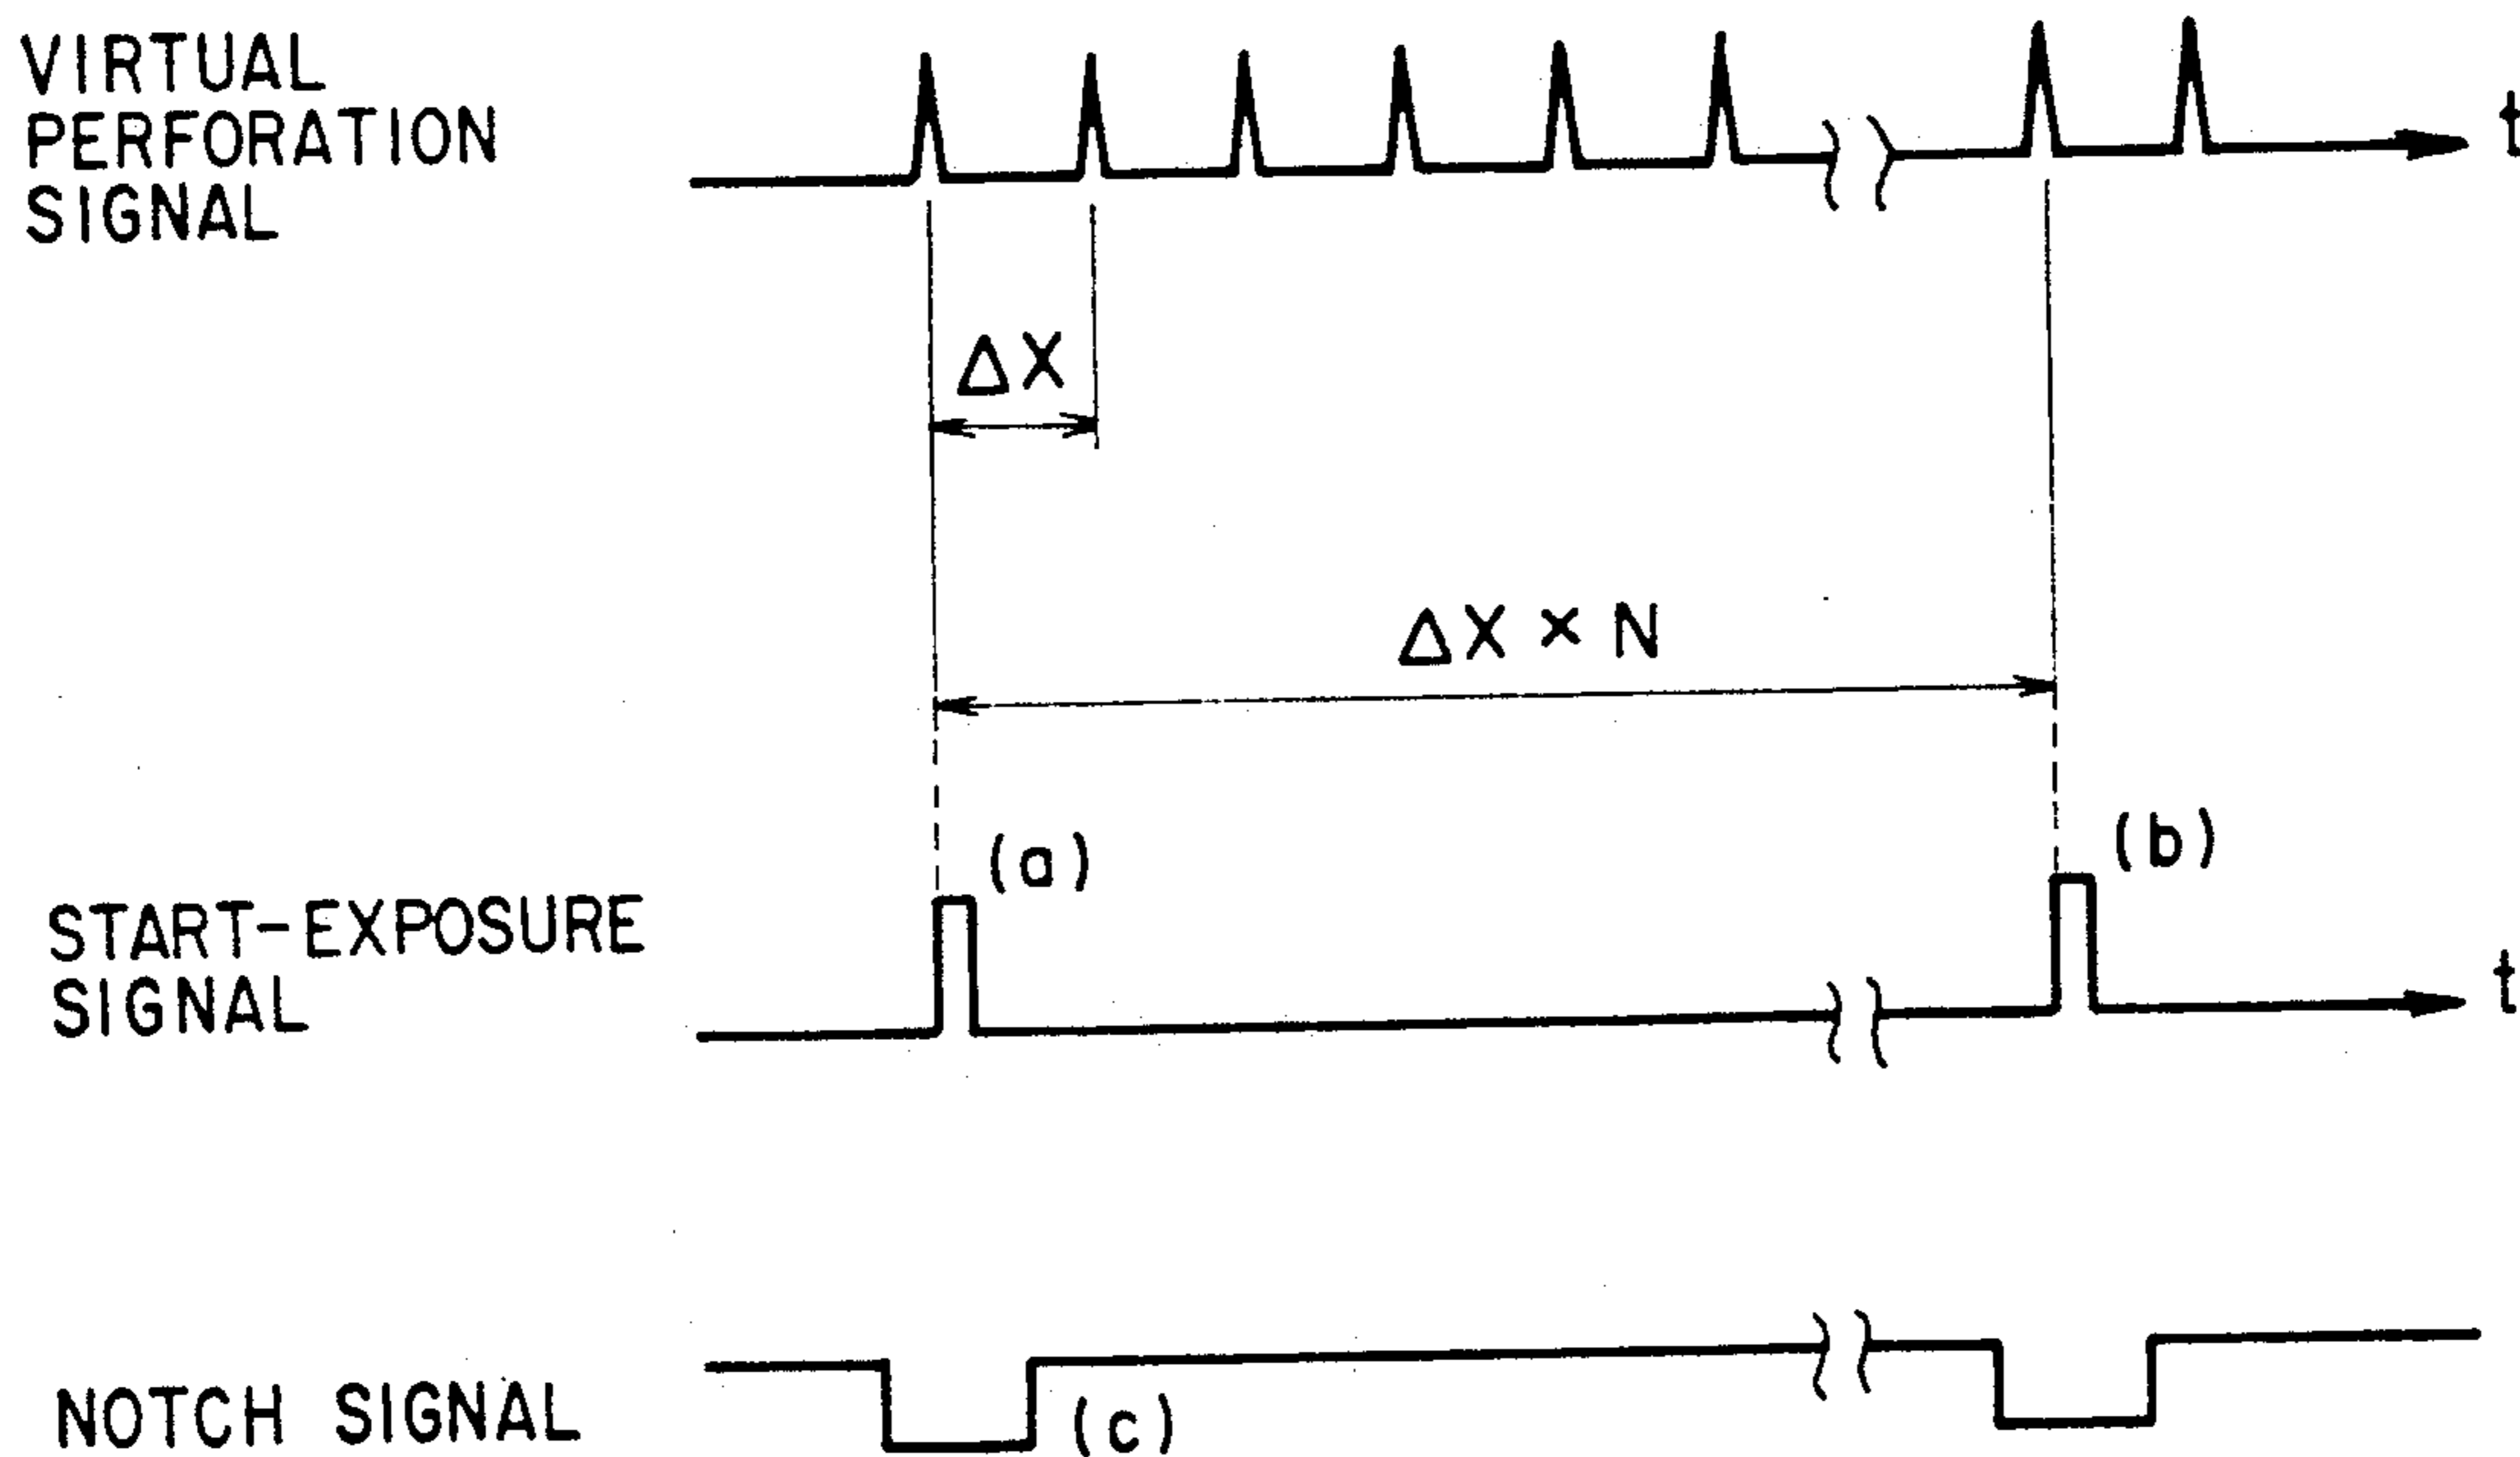 VIRTUAL
PERFORATION
SIGNAL
t
ΔX
ΔX × N
(a)
(b)
START-EXPOSURE
SIGNAL
t
NOTCH SIGNAL
(c)